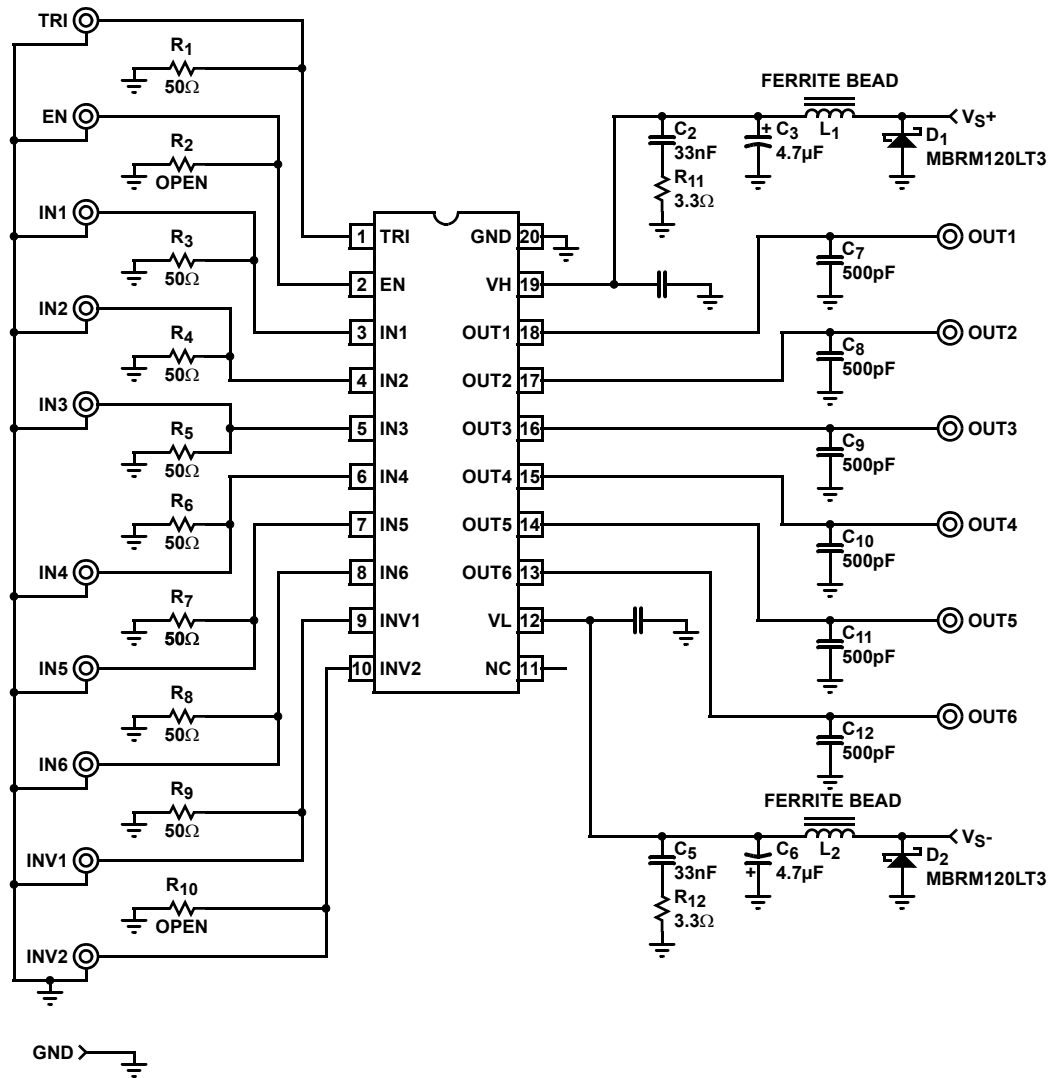 TRI
R1
50Ω
EN
R2
OPEN
IN1
R3
50Ω
IN2
R4
50Ω
IN3
R5
50Ω
R6
50Ω
IN4
R7
50Ω
IN5
R8
50Ω
IN6
R9
50Ω
INV1
R10
OPEN
INV2
GND
1 TRI
2 EN
3 IN1
4 IN2
5 IN3
6 IN4
7 IN5
8 IN6
9 INV1
10 INV2
GND 20
VH 19
OUT1 18
OUT2 17
OUT3 16
OUT4 15
OUT5 14
OUT6 13
VL 12
NC 11
FERRITE BEAD
L1
VS+
C2
33nF
R11
3.3Ω
+ C3
4.7µF
D1
MBRM120LT3
OUT1
C7
500pF
OUT2
C8
500pF
OUT3
C9
500pF
OUT4
C10
500pF
OUT5
C11
500pF
OUT6
C12
500pF
FERRITE BEAD
L2
VS-
C5
33nF
R12
3.3Ω
C6
+ 4.7µF
D2
MBRM120LT3